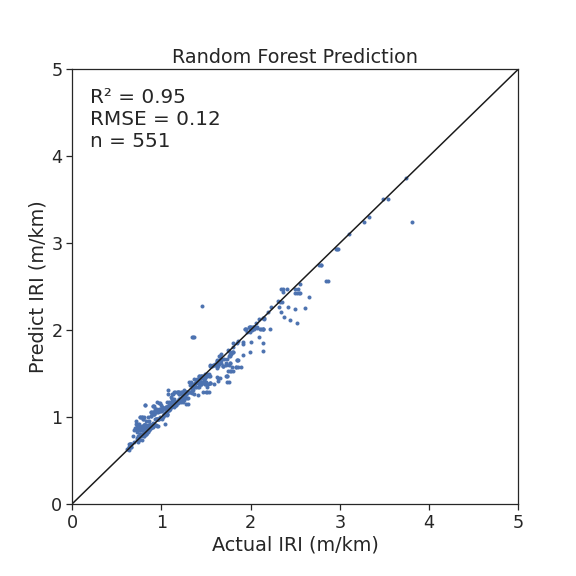 Random Forest Prediction
R² = 0.95
RMSE = 0.12
n = 551
5
4
3
2
1
0
Predict IRI (m/km)
0 1 2 3 4 5
Actual IRI (m/km)